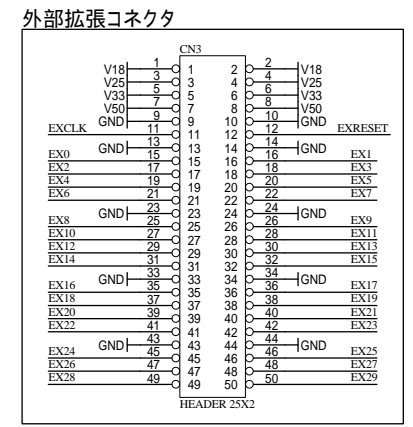 外部拡張コネクタ
CN3
V18 1 1 2 2 V18
V25 3 3 4 4 V25
V33 5 5 6 6 V33
V50 7 7 8 8 V50
GND 9 9 10 10 GND
EXCLK 11 11 12 12 EXRESET
GND 13 13 14 14 GND
EX0 15 15 16 16 EX1
EX2 17 17 18 18 EX3
EX4 19 19 20 20 EX5
EX6 21 21 22 22 EX7
GND 23 23 24 24 GND
EX8 25 25 26 26 EX9
EX10 27 27 28 28 EX11
EX12 29 29 30 30 EX13
EX14 31 31 32 32 EX15
GND 33 33 34 34 GND
EX16 35 35 36 36 EX17
EX18 37 37 38 38 EX19
EX20 39 39 40 40 EX21
EX22 41 41 42 42 EX23
GND 43 43 44 44 GND
EX24 45 45 46 46 EX25
EX26 47 47 48 48 EX27
EX28 49 49 50 50 EX29
HEADER 25X2